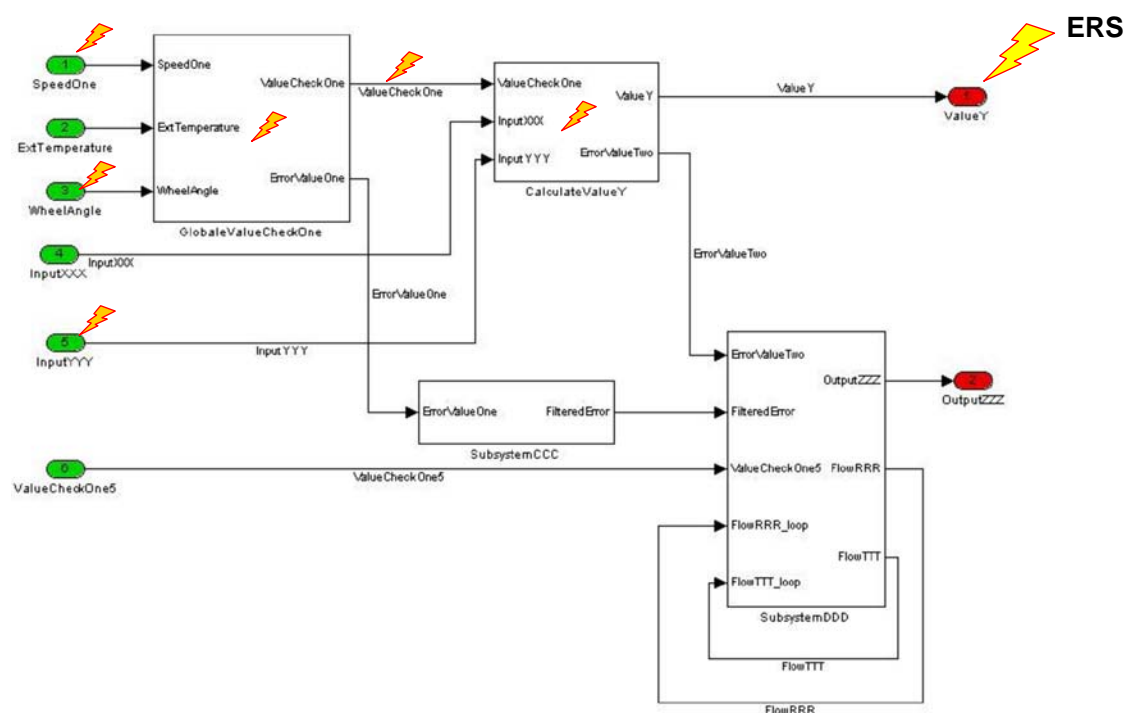 ERS
1
SpeedOne
SpeedOne
ValueCheckOne
ValueCheckOne
ValueCheckOne
ValueY
ValueY
1
ValueY
2
ExtTemperature
ExtTemperature
InputXXX
InputYYY
ErrorValueTwo
CalculateValueY
3
WheelAngle
WheelAngle
ErrorValueOne
GlobaleValueCheckOne
4
InputXXX
InputXXX
ErrorValueTwo
ErrorValueOne
5
InputYYY
InputYYY
ErrorValueTwo
OutputZZZ
2
OutputZZZ
ErrorValueOne
FilteredError
SubsystemCCC
FilteredError
6
ValueCheckOne5
ValueCheckOne5
ValueCheckOne5
FlowRRR
FlowRRR_loop
FlowTTT
FlowTTT_loop
SubsystemDDD
FlowTTT
FlowRRR